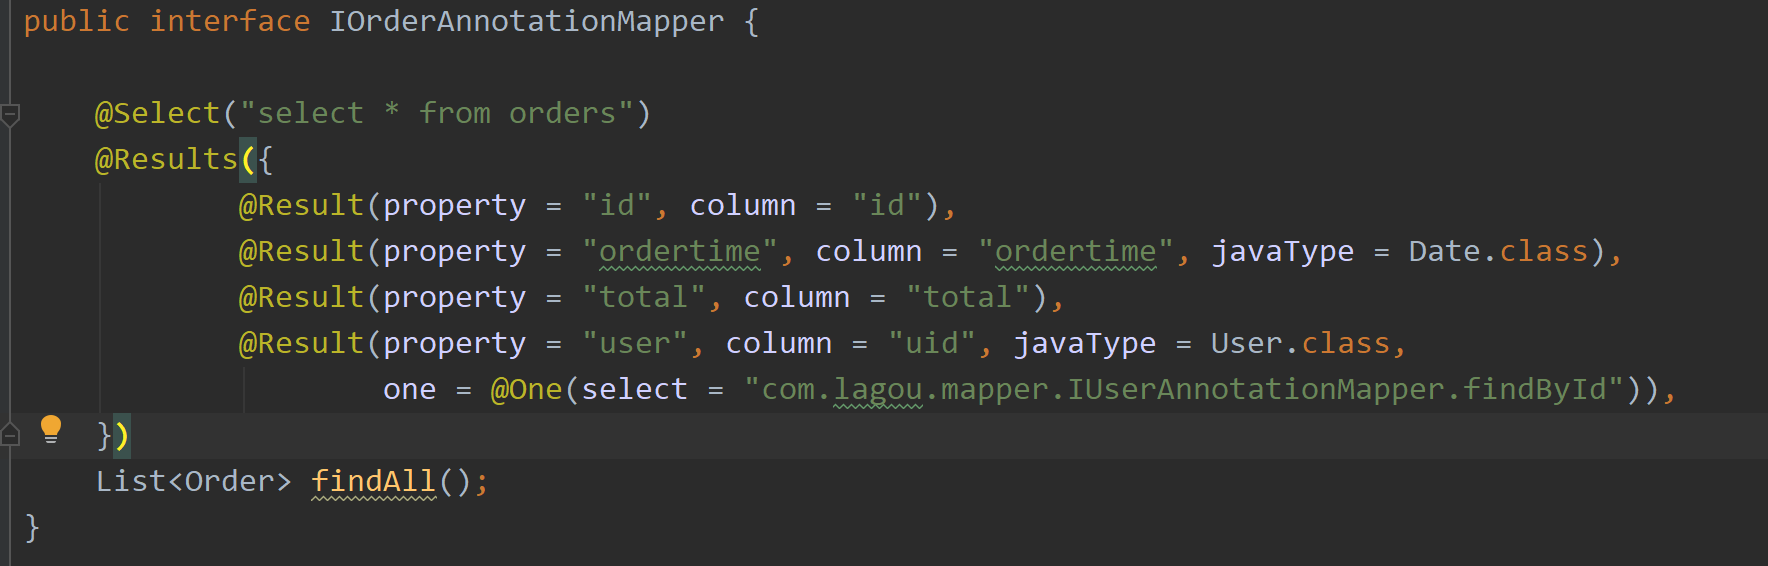 public interface IOrderAnnotationMapper {
@Select("select * from orders")
@Results({
@Result(property = "id", column = "id"),
@Result(property = "ordertime", column = "ordertime", javaType = Date.class),
@Result(property = "total", column = "total"),
@Result(property = "user", column = "uid", javaType = User.class,
one = @One(select = "com.lagou.mapper.IUserAnnotationMapper.findById")),
})
List<Order> findAll();
}